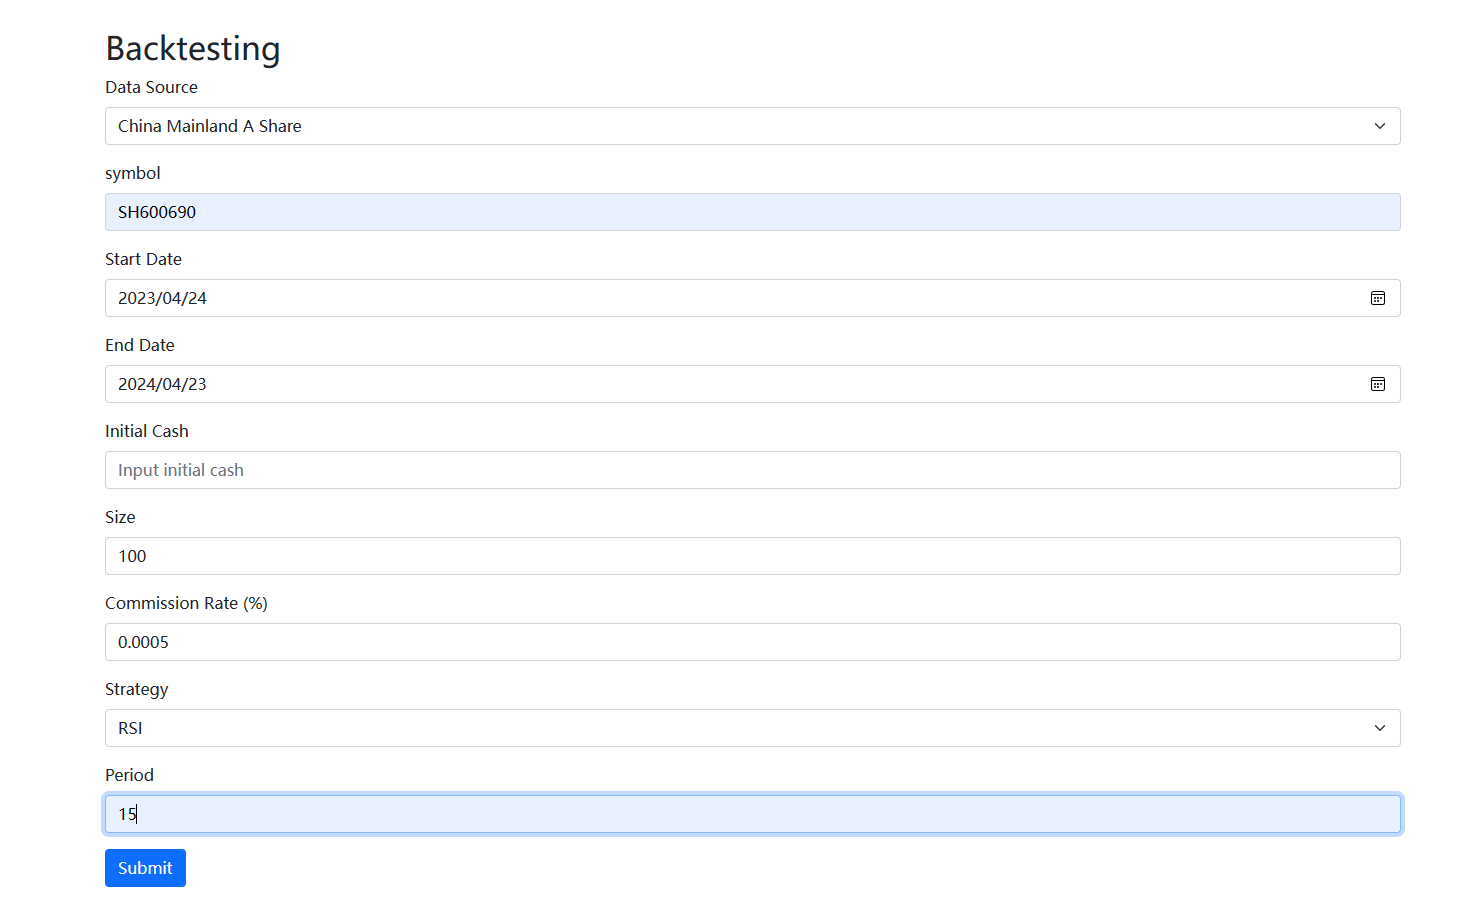 Backtesting
Data Source
China Mainland A Share
symbol
SH600690
Start Date
2023/04/24
End Date
2024/04/23
Initial Cash
Input initial cash
Size
100
Commission Rate (%)
0.0005
Strategy
RSI
Period
15
Submit